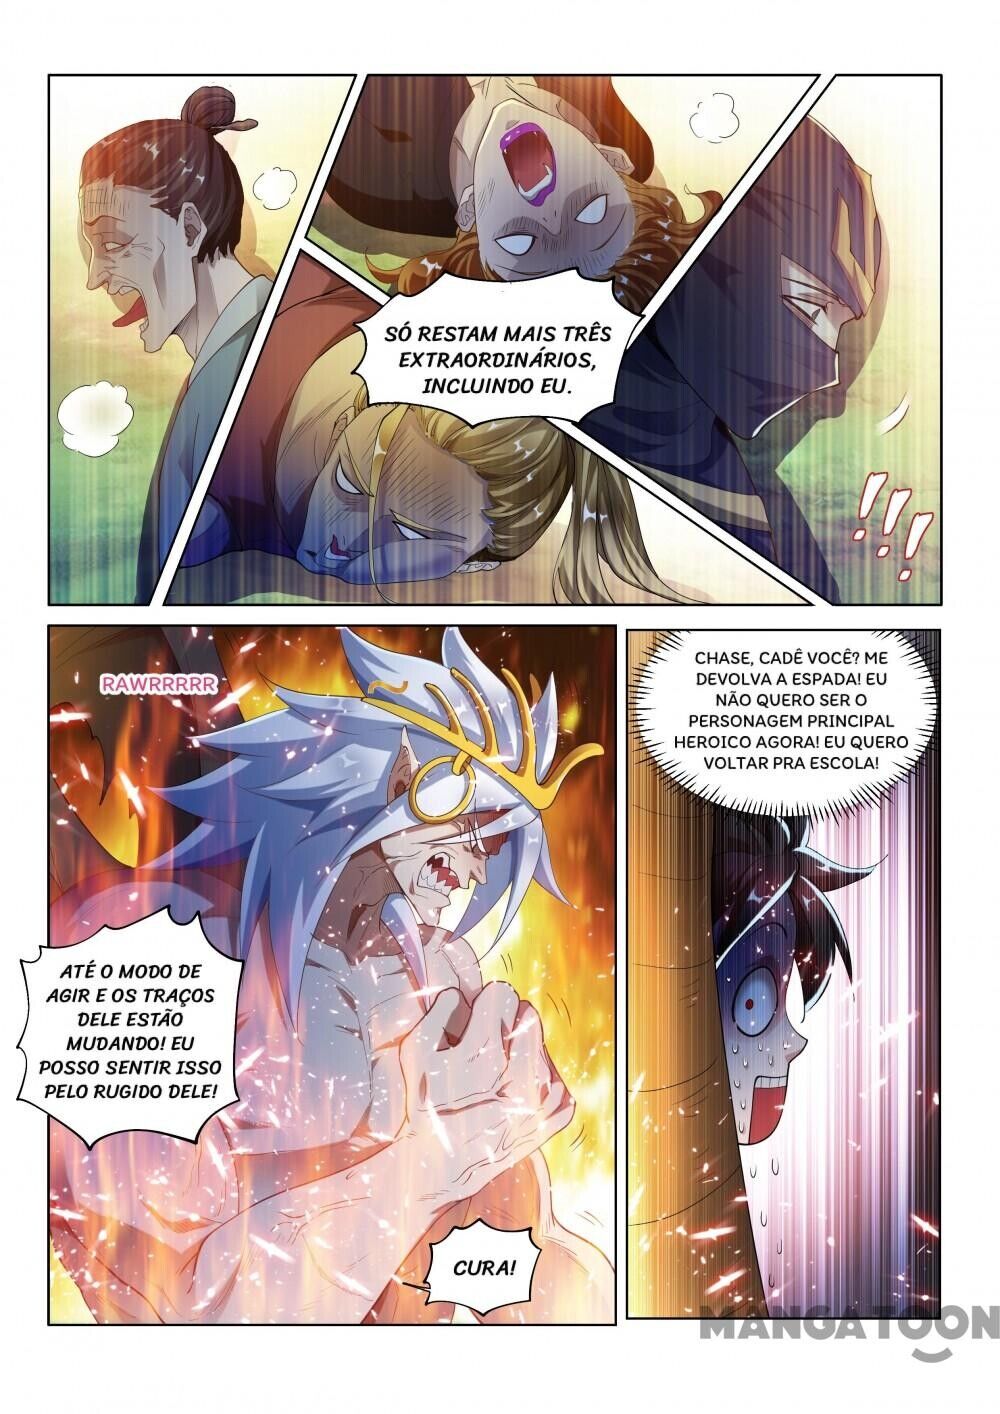 SÓ RESTAM MAIS TRÊS
EXTRAORDINÁRIOS,
INCLUINDO EU.
!!!
RAWRRRRR
CHASE, CADÊ VOCÊ? ME
DEVOLVA A ESPADA! EU
NÃO QUERO SER O
PERSONAGEM PRINCIPAL
HEROICO AGORA! EU QUERO
VOLTAR PRA ESCOLA!
ATÉ O MODO DE
AGIR E OS TRAÇOS
DELE ESTÃO
MUDANDO! EU
POSSO SENTIR ISSO
PELO RUGIDO DELE!
CURA!
MANGATOON